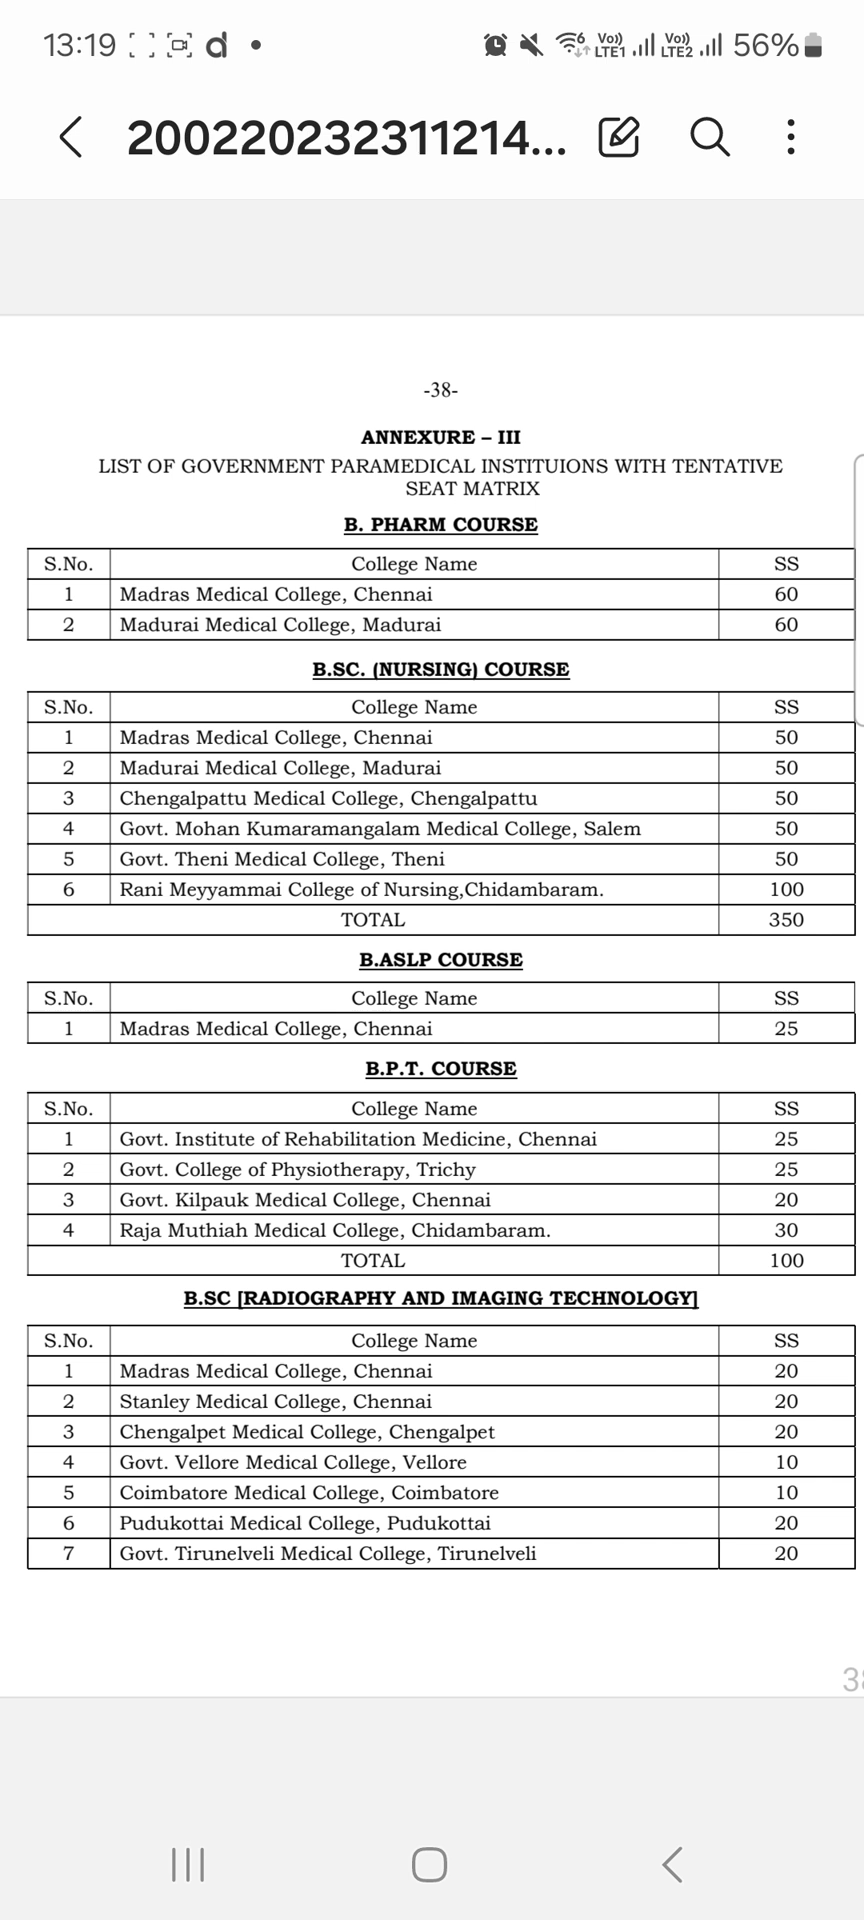 13:19
Vo)) LTE1
Vo)) LTE2
56%
200220232311214...
-38-
ANNEXURE – III
LIST OF GOVERNMENT PARAMEDICAL INSTITUIONS WITH TENTATIVE
SEAT MATRIX
B. PHARM COURSE
S.No. College Name SS
1 Madras Medical College, Chennai 60
2 Madurai Medical College, Madurai 60
B.SC. (NURSING) COURSE
S.No. College Name SS
1 Madras Medical College, Chennai 50
2 Madurai Medical College, Madurai 50
3 Chengalpattu Medical College, Chengalpattu 50
4 Govt. Mohan Kumaramangalam Medical College, Salem 50
5 Govt. Theni Medical College, Theni 50
6 Rani Meyyammai College of Nursing,Chidambaram. 100
TOTAL 350
B.ASLP COURSE
S.No. College Name SS
1 Madras Medical College, Chennai 25
B.P.T. COURSE
S.No. College Name SS
1 Govt. Institute of Rehabilitation Medicine, Chennai 25
2 Govt. College of Physiotherapy, Trichy 25
3 Govt. Kilpauk Medical College, Chennai 20
4 Raja Muthiah Medical College, Chidambaram. 30
TOTAL 100
B.SC [RADIOGRAPHY AND IMAGING TECHNOLOGY]
S.No. College Name SS
1 Madras Medical College, Chennai 20
2 Stanley Medical College, Chennai 20
3 Chengalpet Medical College, Chengalpet 20
4 Govt. Vellore Medical College, Vellore 10
5 Coimbatore Medical College, Coimbatore 10
6 Pudukottai Medical College, Pudukottai 20
7 Govt. Tirunelveli Medical College, Tirunelveli 20